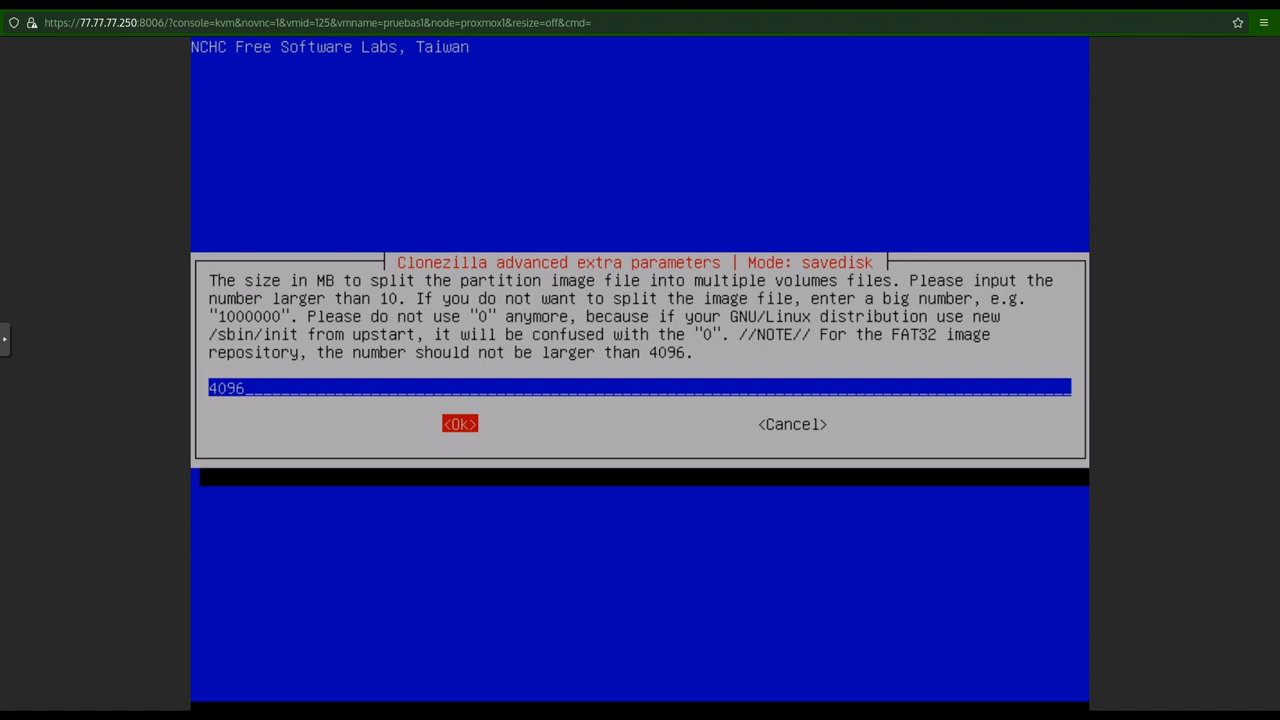 https://77.77.77.250:8006/?console=kvm&novnc=1&vmid=125&vmname=pruebas1&node=proxmox1&resize=off&cmd=
NCHC Free Software Labs, Taiwan
Clonezilla advanced extra parameters | Mode: savedisk
The size in MB to split the partition image file into multiple volumes files. Please input the
number larger than 10. If you do not want to split the image file, enter a big number, e.g.
"1000000". Please do not use "0" anymore, because if your GNU/Linux distribution use new
/sbin/init from upstart, it will be confused with the "0". //NOTE// For the FAT32 image
repository, the number should not be larger than 4096.
4096
<Ok> <Cancel>